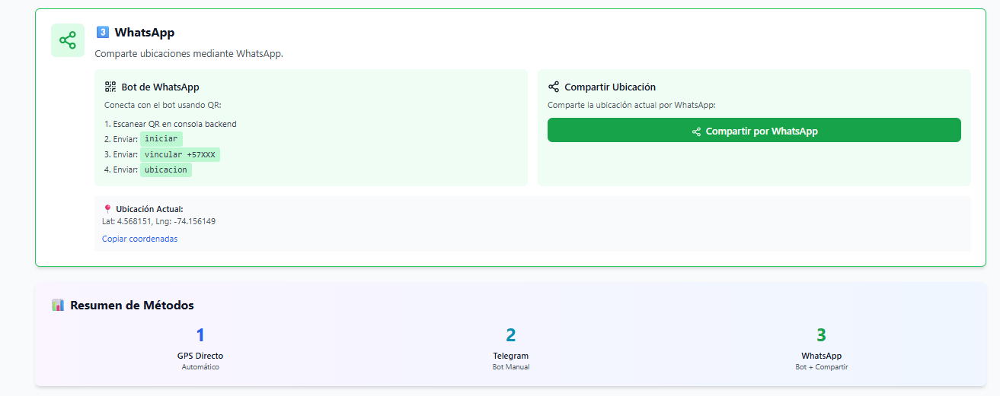 3 WhatsApp
Comparte ubicaciones mediante WhatsApp.
Bot de WhatsApp
Conecta con el bot usando QR:
1. Escanear QR en consola backend
2. Enviar: iniciar
3. Enviar: vincular +57XXX
4. Enviar: ubicacion
Compartir Ubicación
Comparte la ubicación actual por WhatsApp:
Compartir por WhatsApp
Ubicación Actual:
Lat: 4.568151, Lng: -74.156149
Copiar coordenadas
Resumen de Métodos
1
GPS Directo
Automático
2
Telegram
Bot Manual
3
WhatsApp
Bot + Compartir